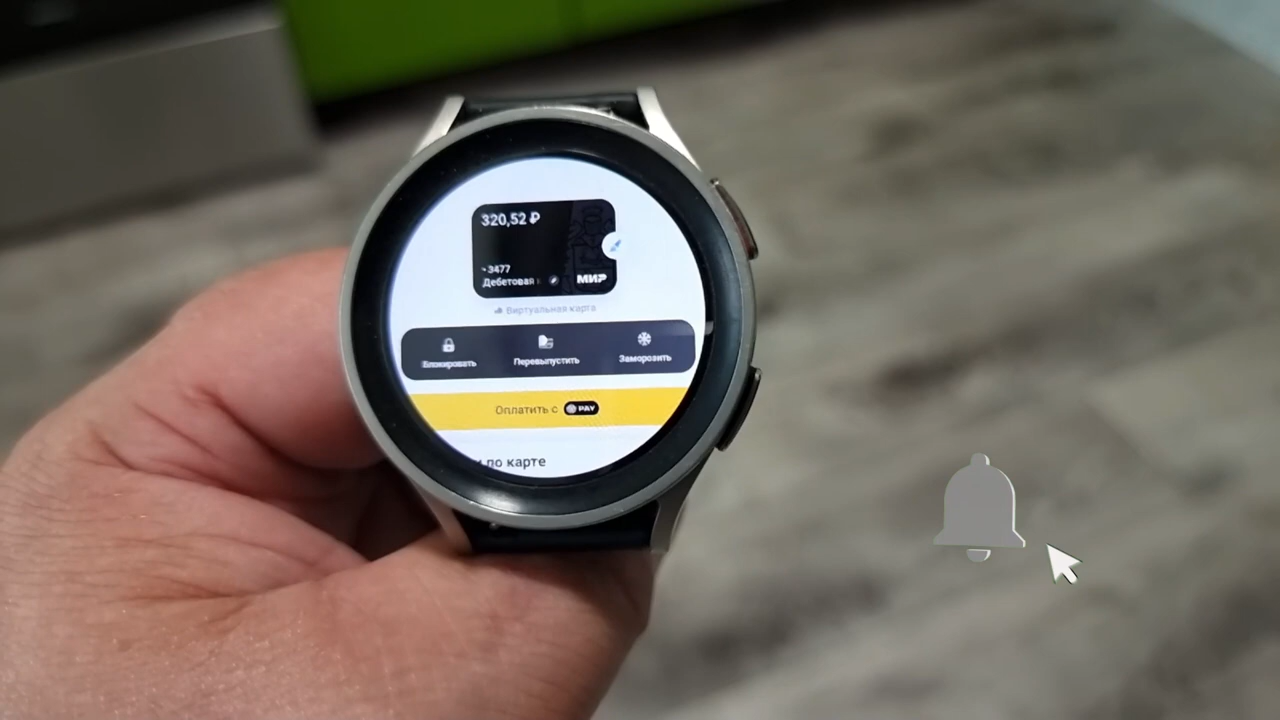 320,52 ₽
3477
Дебетовая
МИР
Виртуальная карта
Блокировать
Перевыпустить
Заморозить
Оплатить с PAY
по карте